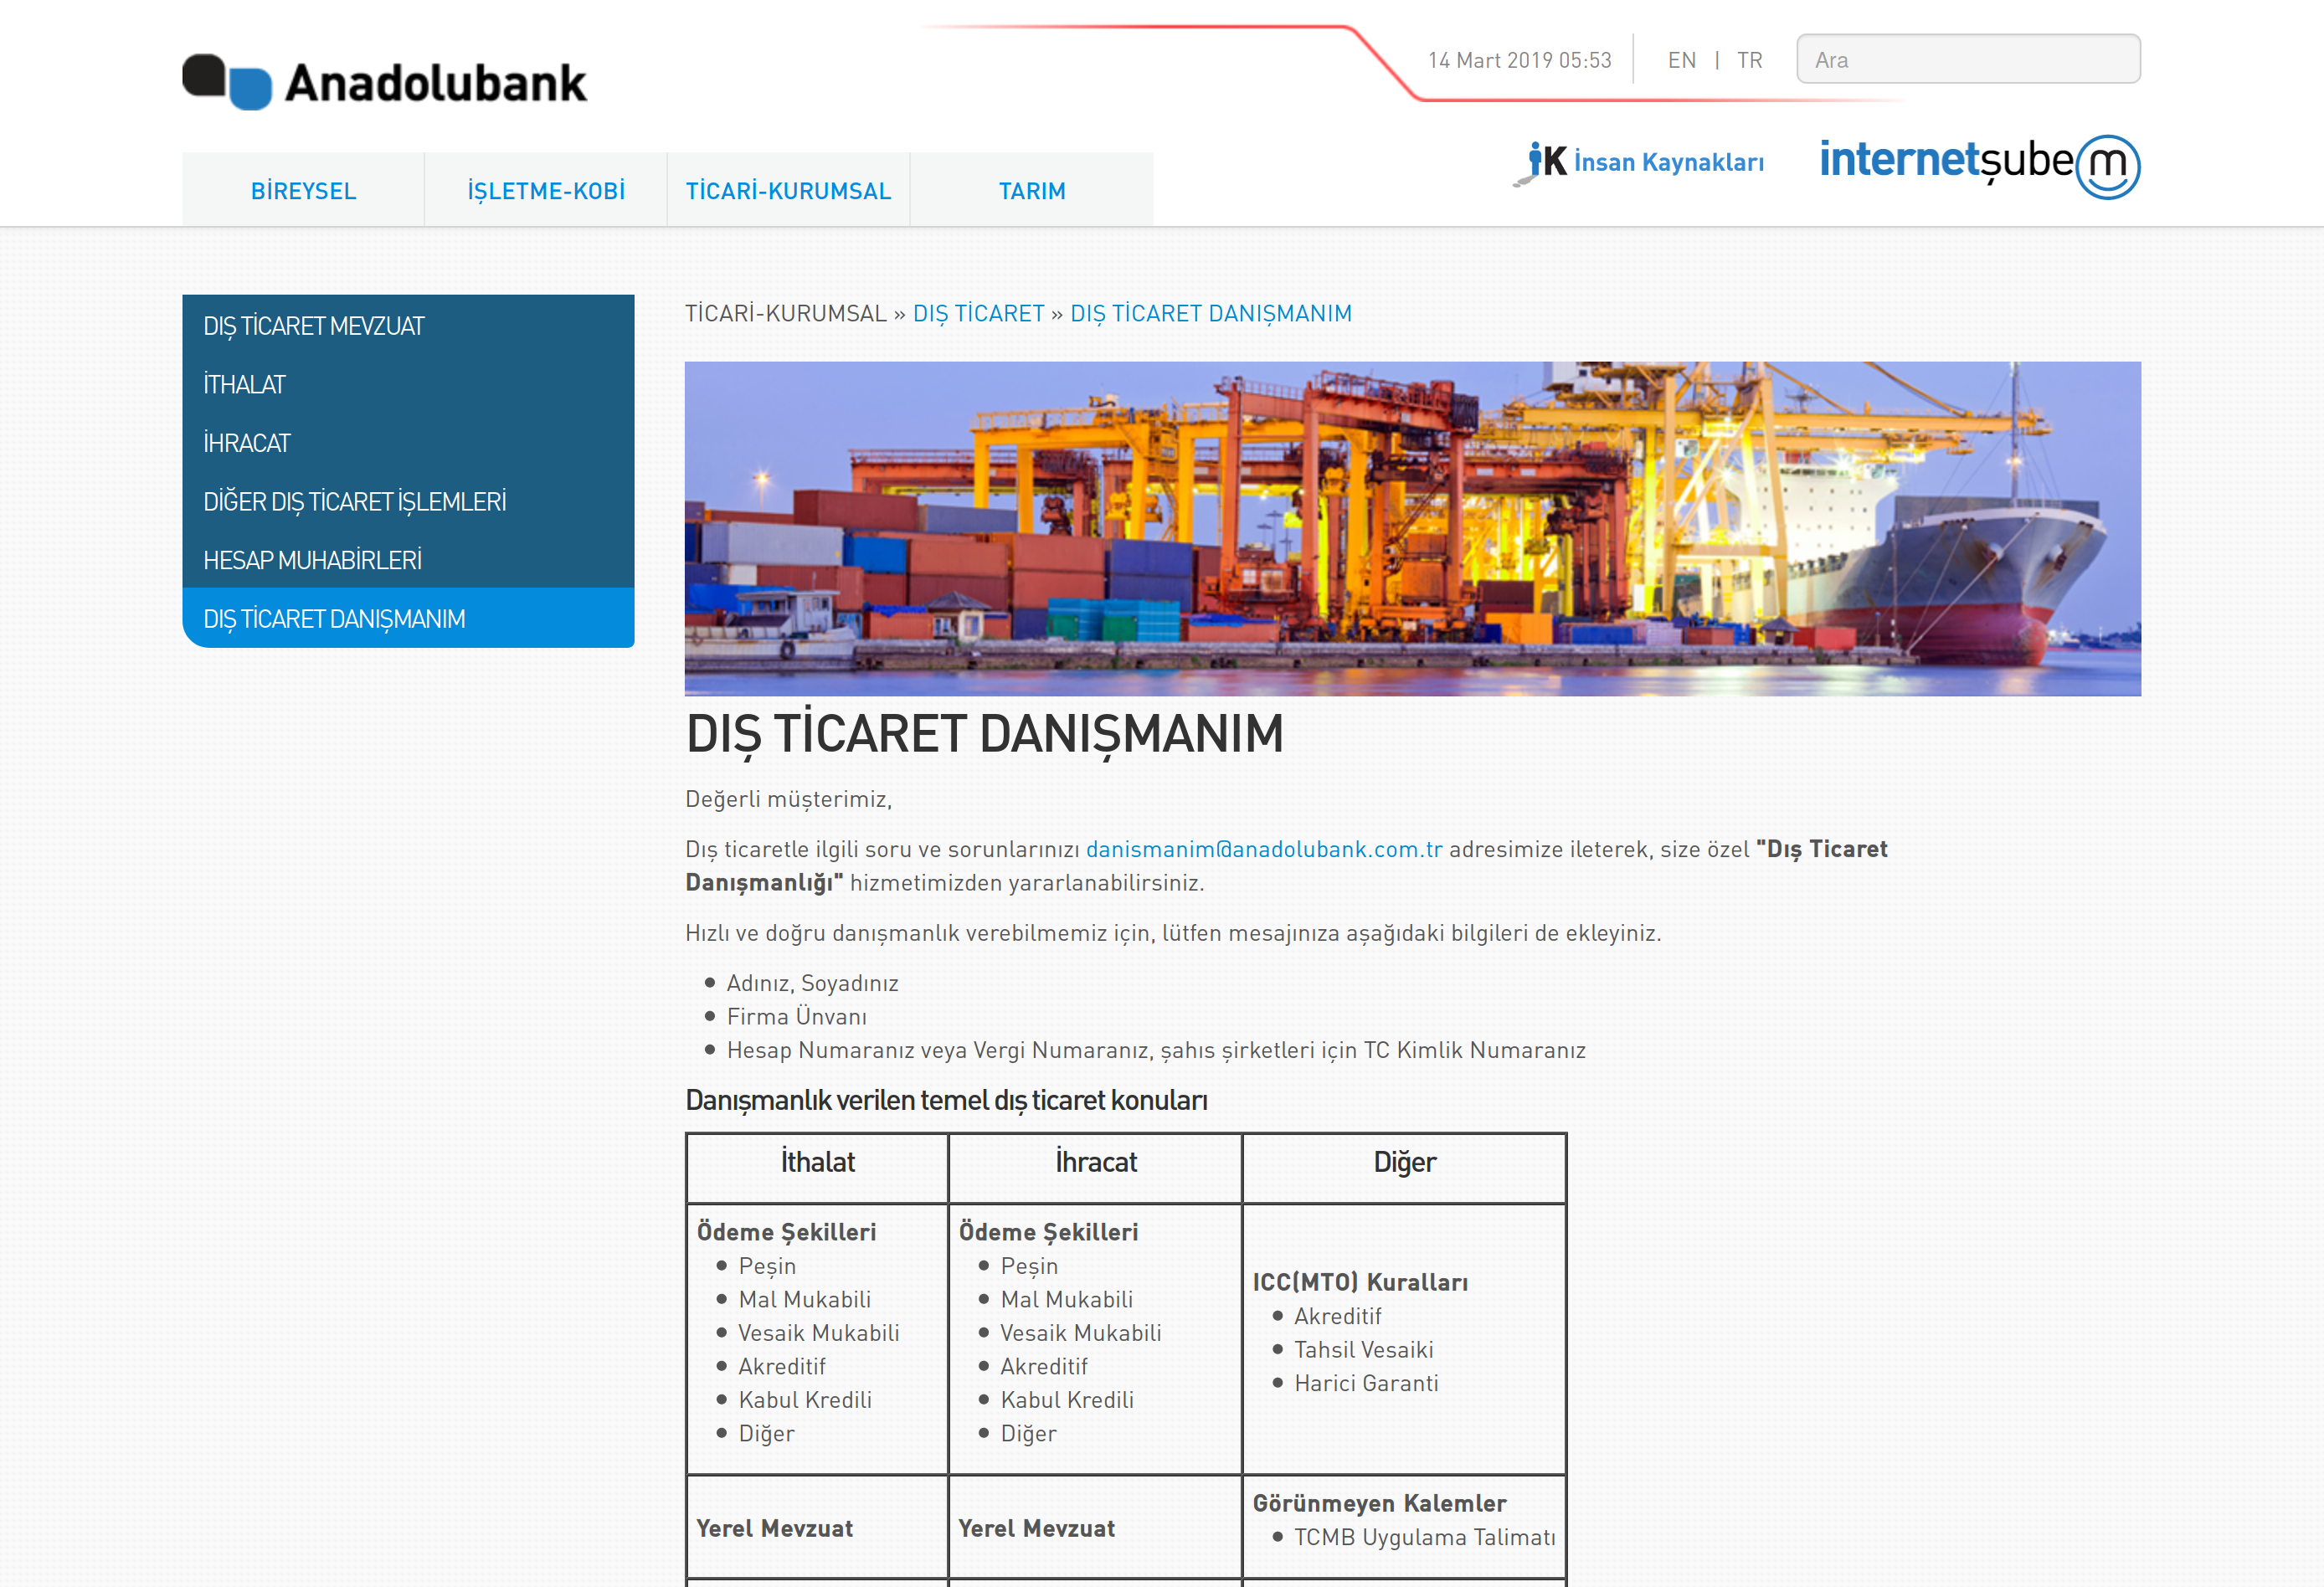 Anadolubank
14 Mart 2019 05:53
EN | TR
Ara
İK İnsan Kaynakları
internetşubem
BİREYSEL
İŞLETME-KOBİ
TİCARİ-KURUMSAL
TARIM
DIŞ TİCARET MEVZUAT
İTHALAT
İHRACAT
DİĞER DIŞ TİCARET İŞLEMLERİ
HESAP MUHABİRLERİ
DIŞ TİCARET DANIŞMANIM
TİCARİ-KURUMSAL » DIŞ TİCARET » DIŞ TİCARET DANIŞMANIM
DIŞ TİCARET DANIŞMANIM
Değerli müşterimiz,
Dış ticaretle ilgili soru ve sorunlarınızı danismanim@anadolubank.com.tr adresimize ileterek, size özel "Dış Ticaret
Danışmanlığı" hizmetimizden yararlanabilirsiniz.
Hızlı ve doğru danışmanlık verebilmemiz için, lütfen mesajınıza aşağıdaki bilgileri de ekleyiniz.
Adınız, Soyadınız
Firma Ünvanı
Hesap Numaranız veya Vergi Numaranız, şahıs şirketleri için TC Kimlik Numaranız
Danışmanlık verilen temel dış ticaret konuları
İthalat
İhracat
Diğer
Ödeme Şekilleri
Peşin
Mal Mukabili
Vesaik Mukabili
Akreditif
Kabul Kredili
Diğer
Ödeme Şekilleri
Peşin
Mal Mukabili
Vesaik Mukabili
Akreditif
Kabul Kredili
Diğer
ICC(MTO) Kuralları
Akreditif
Tahsil Vesaiki
Harici Garanti
Yerel Mevzuat
Yerel Mevzuat
Görünmeyen Kalemler
TCMB Uygulama Talimatı